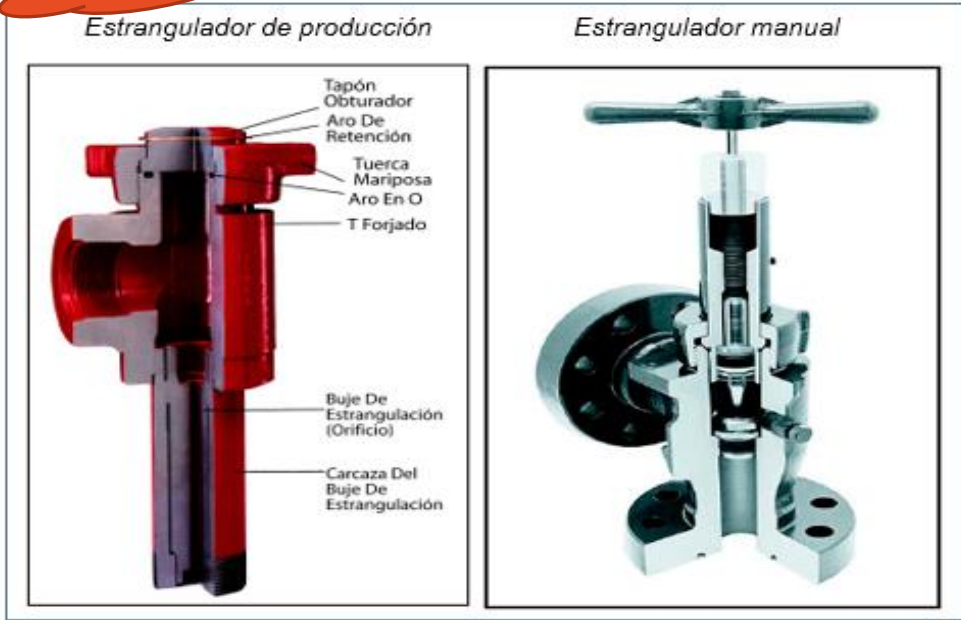 Estrangulador de producción
Estrangulador manual
Tapón
Obturador
Aro De
Retención
Tuerca
Mariposa
Aro En O
T Forjado
Buje De
Estrangulación
(Orificio)
Carcaza Del
Buje De
Estrangulación